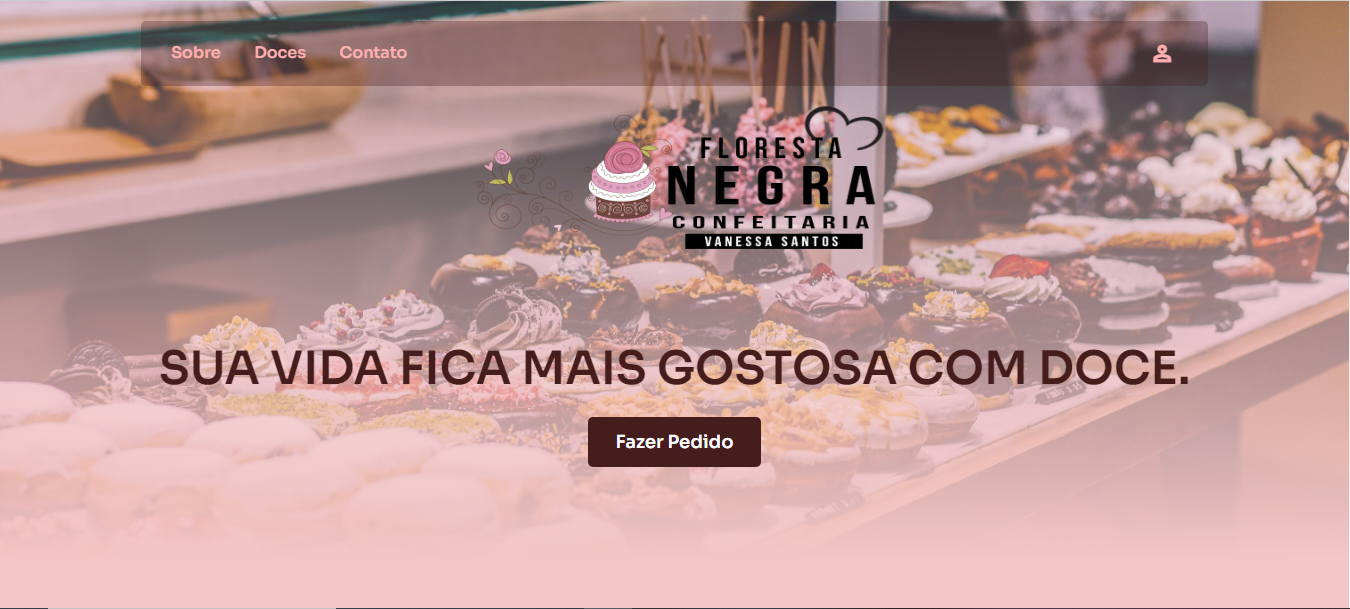 Sobre Doces Contato
FLORESTA
NEGRA
CONFEITARIA
VANESSA SANTOS
SUA VIDA FICA MAIS GOSTOSA COM DOCE.
Fazer Pedido